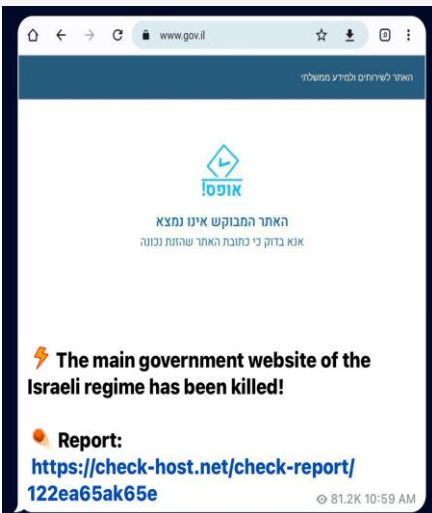 www.gov.il
האתר לשירותים ולמידע ממשלתי
אופס!
האתר המבוקש אינו נמצא
אנא בדוק כי כתובת האתר שהזנת נכונה
⚡ The main government website of the
Israeli regime has been killed!
☄️ Report:
https://check-host.net/check-report/
122ea65ak65e
81.2K 10:59 AM